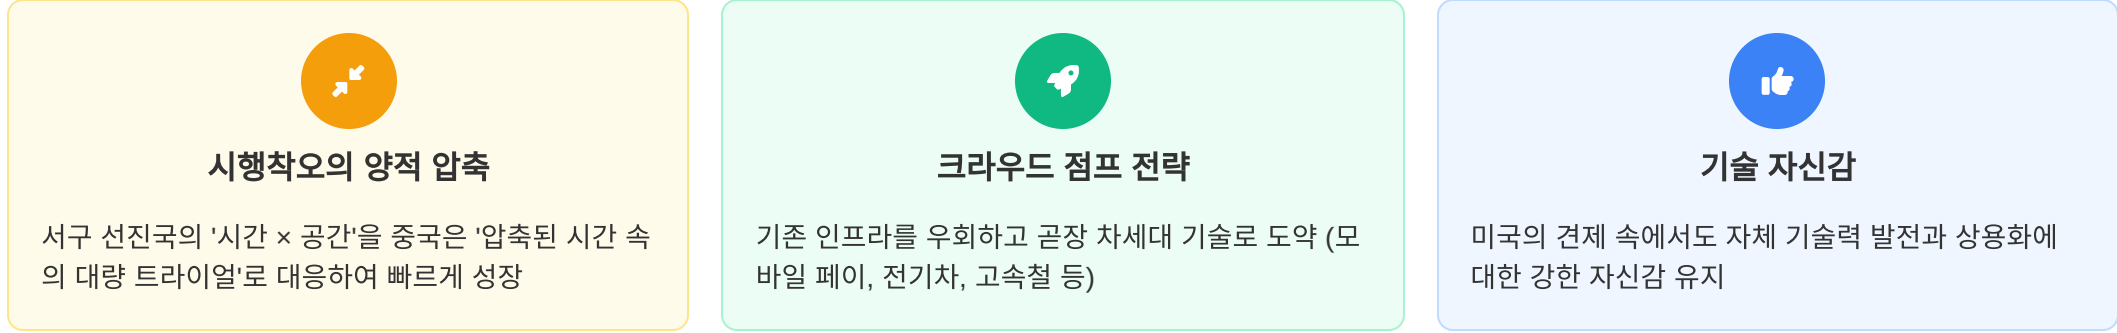 시행착오의 양적 압축
서구 선진국의 '시간 × 공간'을 중국은 '압축된 시간 속
의 대량 트라이얼'로 대응하여 빠르게 성장
크라우드 점프 전략
기존 인프라를 우회하고 곧장 차세대 기술로 도약 (모
바일 페이, 전기차, 고속철 등)
기술 자신감
미국의 견제 속에서도 자체 기술력 발전과 상용화에
대한 강한 자신감 유지